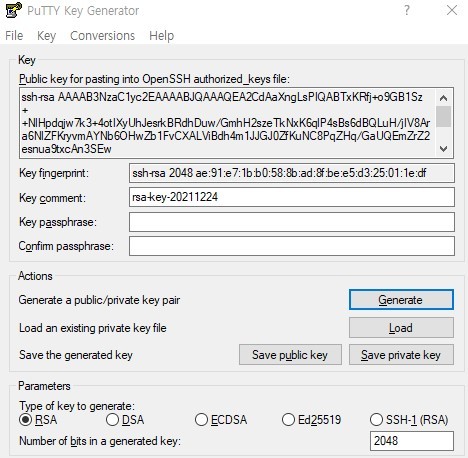 PuTTY Key Generator
File Key Conversions Help
Key
Public key for pasting into OpenSSH authorized_keys file:
ssh-rsa AAAAB3NzaC1yc2EAAAABJQAAAQEA2CdAaXngLsPIQABTxKRfj+o9GB1Sz
+
+NIHpdqjw7k3+4otIXyUhJesrkBRdhDuw/GmhH2szeTkNxK6qlP4sBs6dBQLuH/jIV8Ar
a6NIZFKryvmAYNb6OHwZb1FvCXALViBdh4m1JJGJ0ZfKuNC8PqZHq/GaUQEmZrZ2
esnua9txcAn3SEw
Key fingerprint:
ssh-rsa 2048 ae:91:e7:1b:b0:58:8b:ad:8f:be:e5:d3:25:01:1e:df
Key comment:
rsa-key-20211224
Key passphrase:
Confirm passphrase:
Actions
Generate a public/private key pair
Generate
Load an existing private key file
Load
Save the generated key
Save public key
Save private key
Parameters
Type of key to generate:
RSA DSA ECDSA Ed25519 SSH-1 (RSA)
Number of bits in a generated key:
2048